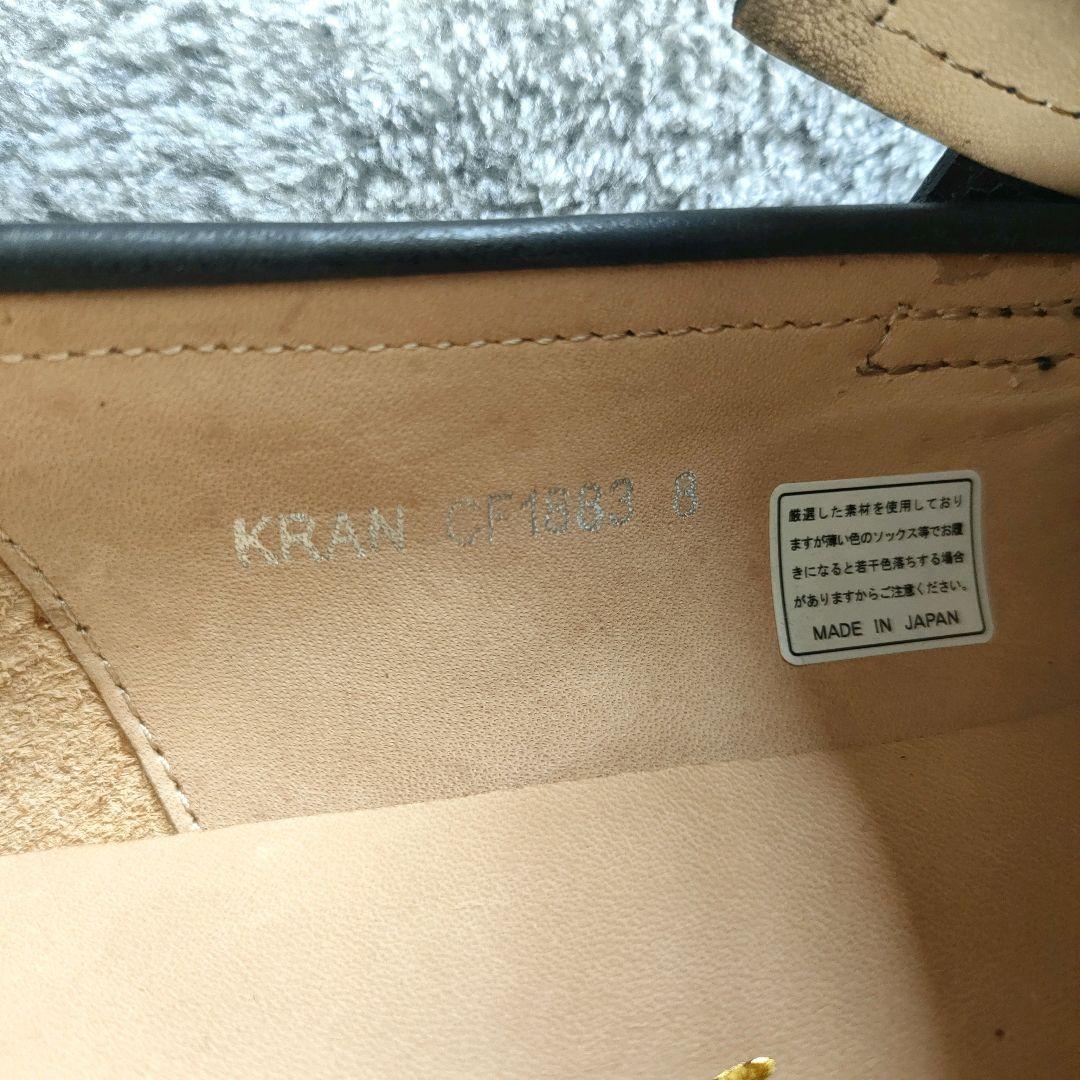 KRAN CF1883 8
厳選した素材を使用しており
ますが薄い色のソックス等でお履
きになると若干色落ちする場合
がありますからご注意ください。
MADE IN JAPAN